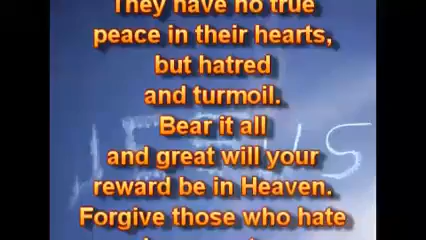 They have no true
peace in their hearts,
but hatred
and turmoil.
Bear it all
and great will your
reward be in Heaven.
Forgive those who hate
JESUS